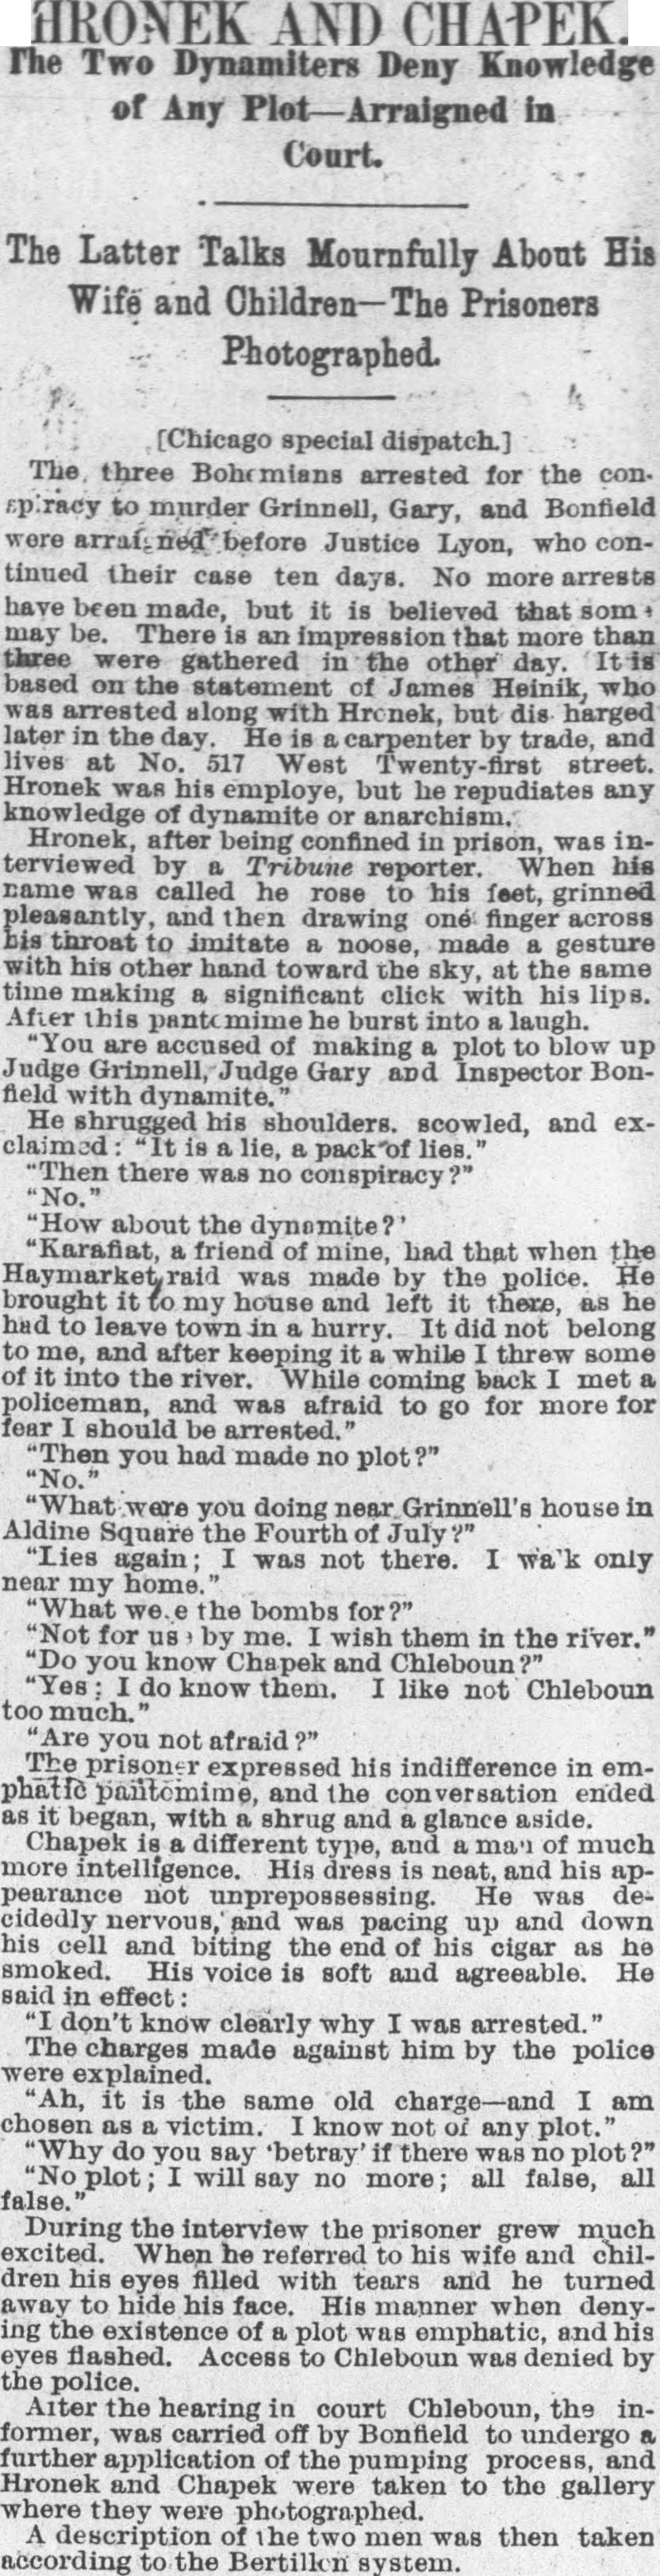 HRONEK AND CHAPEK.
The Two Dynamiters Deny Knowledge
of Any Plot—Arraigned in
Court.
The Latter Talks Mournfully About His
Wife and Children—The Prisoners
Photographed.
[Chicago special dispatch.]
The three Bohemians arrested for the con-
spiracy to murder Grinnell, Gary, and Bonfield
were arraigned before Justice Lyon, who con-
tinued their case ten days. No more arrests
have been made, but it is believed that some
may be. There is an impression that more than
three were gathered in the other day. It is
based on the statement of James Heinik, who
was arrested along with Hronek, but discharged
later in the day. He is a carpenter by trade, and
lives at No. 517 West Twenty-first street.
Hronek was his employe, but he repudiates any
knowledge of dynamite or anarchism.
Hronek, after being confined in prison, was in-
terviewed by a Tribune reporter. When his
name was called he rose to his feet, grinned
pleasantly, and then drawing one finger across
his throat to imitate a noose, made a gesture
with his other hand toward the sky, at the same
time making a significant click with his lips.
After this pantomime he burst into a laugh.
"You are accused of making a plot to blow up
Judge Grinnell, Judge Gary and Inspector Bon-
field with dynamite."
He shrugged his shoulders. scowled, and ex-
claimed: "It is a lie, a pack of lies."
"Then there was no conspiracy?"
"No."
"How about the dynamite?'
"Karafiat, a friend of mine, had that when the
Haymarket raid was made by the police. He
brought it to my house and left it there, as he
had to leave town in a hurry. It did not belong
to me, and after keeping it a while I threw some
of it into the river. While coming back I met a
policeman, and was afraid to go for more for
fear I should be arrested."
"Then you had made no plot?"
"No."
"What were you doing near Grinnell's house in
Aldine Square the Fourth of July?"
"Lies again; I was not there. I walk only
near my home."
"What were the bombs for?"
"Not for use by me. I wish them in the river."
"Do you know Chapek and Chleboun?"
"Yes; I do know them. I like not Chleboun
too much."
"Are you not afraid?"
The prisoner expressed his indifference in em-
phatic pantomime, and the conversation ended
as it began, with a shrug and a glance aside.
Chapek is a different type, and a man of much
more intelligence. His dress is neat, and his ap-
pearance not unprepossessing. He was de-
cidedly nervous, and was pacing up and down
his cell and biting the end of his cigar as he
smoked. His voice is soft and agreeable. He
said in effect:
"I don't know clearly why I was arrested."
The charges made against him by the police
were explained.
"Ah, it is the same old charge—and I am
chosen as a victim. I know not of any plot."
"Why do you say 'betray' if there was no plot?"
"No plot; I will say no more; all false, all
false."
During the interview the prisoner grew much
excited. When he referred to his wife and chil-
dren his eyes filled with tears and he turned
away to hide his face. His manner when deny-
ing the existence of a plot was emphatic, and his
eyes flashed. Access to Chleboun was denied by
the police.
After the hearing in court Chleboun, the in-
former, was carried off by Bonfield to undergo a
further application of the pumping process, and
Hronek and Chapek were taken to the gallery
where they were photographed.
A description of the two men was then taken
according to the Bertillon system.